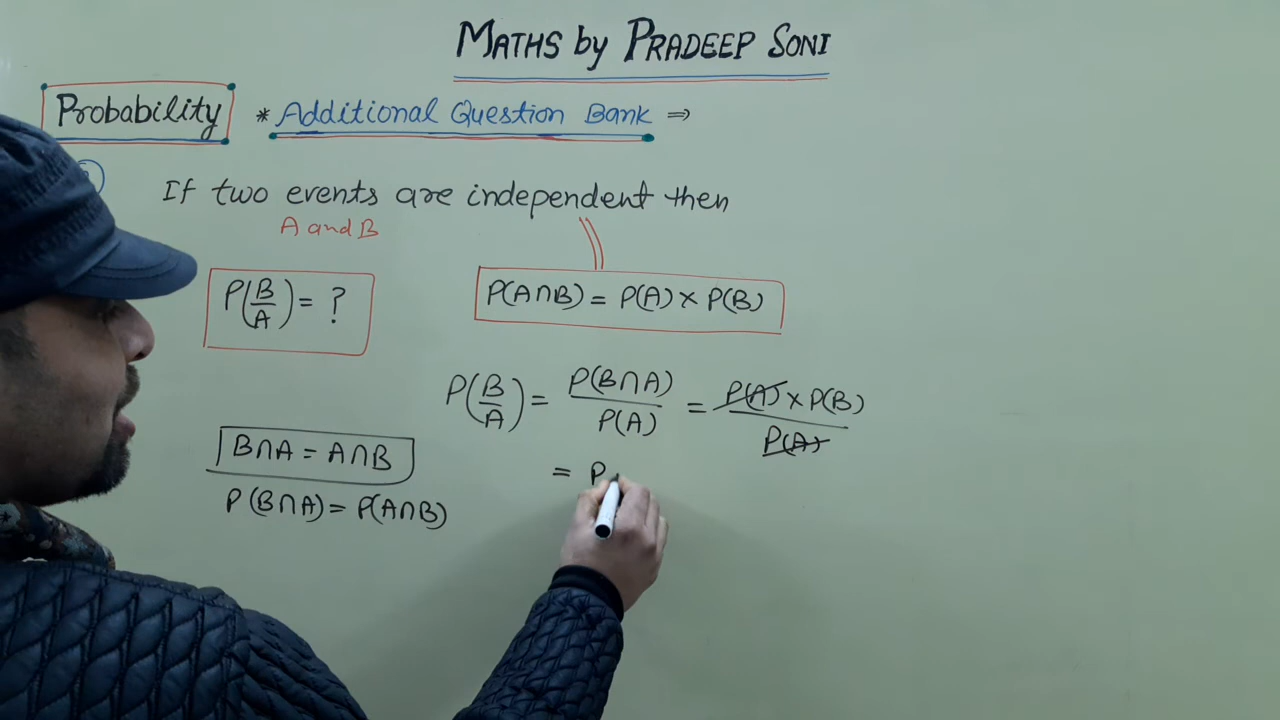 MATHS by PRADEEP SONI
Probability * Additional Question Bank ⇒
If two events are independent then
A and B
P(B/A) = ?
P(A∩B) = P(A) × P(B)
P(B/A) = P(B∩A)/P(A) = P(A) × P(B)/P(A)
B∩A = A∩B
= P
P(B∩A) = P(A∩B)